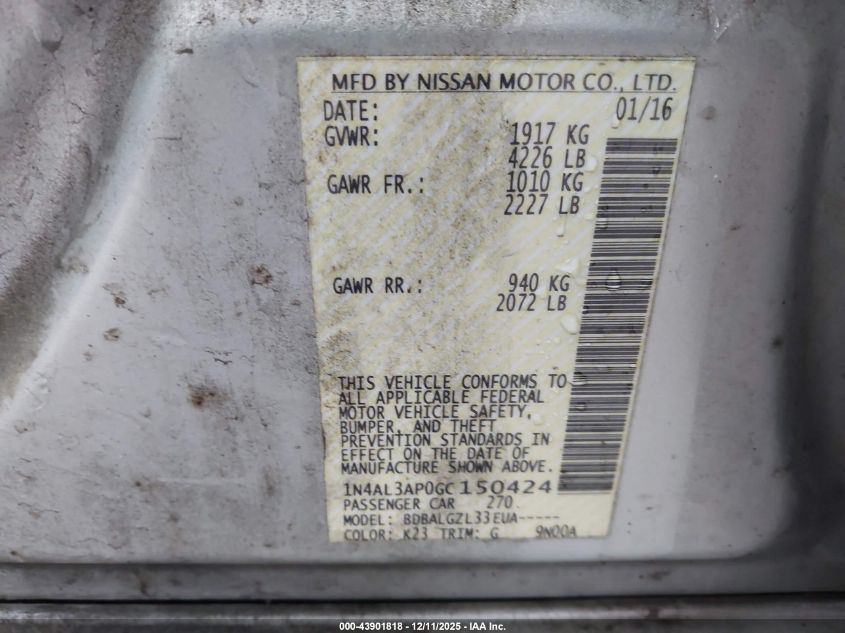 MFD BY NISSAN MOTOR CO., LTD.
DATE: 01/16
GVWR: 1917 KG
4226 LB
GAWR FR.: 1010 KG
2227 LB
GAWR RR.: 940 KG
2072 LB
THIS VEHICLE CONFORMS TO
ALL APPLICABLE FEDERAL
MOTOR VEHICLE SAFETY,
BUMPER, AND THEFT
PREVENTION STANDARDS IN
EFFECT ON THE DATE OF
MANUFACTURE SHOWN ABOVE.
1N4AL3AP0GC150424
PASSENGER CAR 270
MODEL: BDBALGZL33EUA-----
COLOR: K23 TRIM: G 9N00A
000-43901818 - 12/11/2025 - IAA Inc.